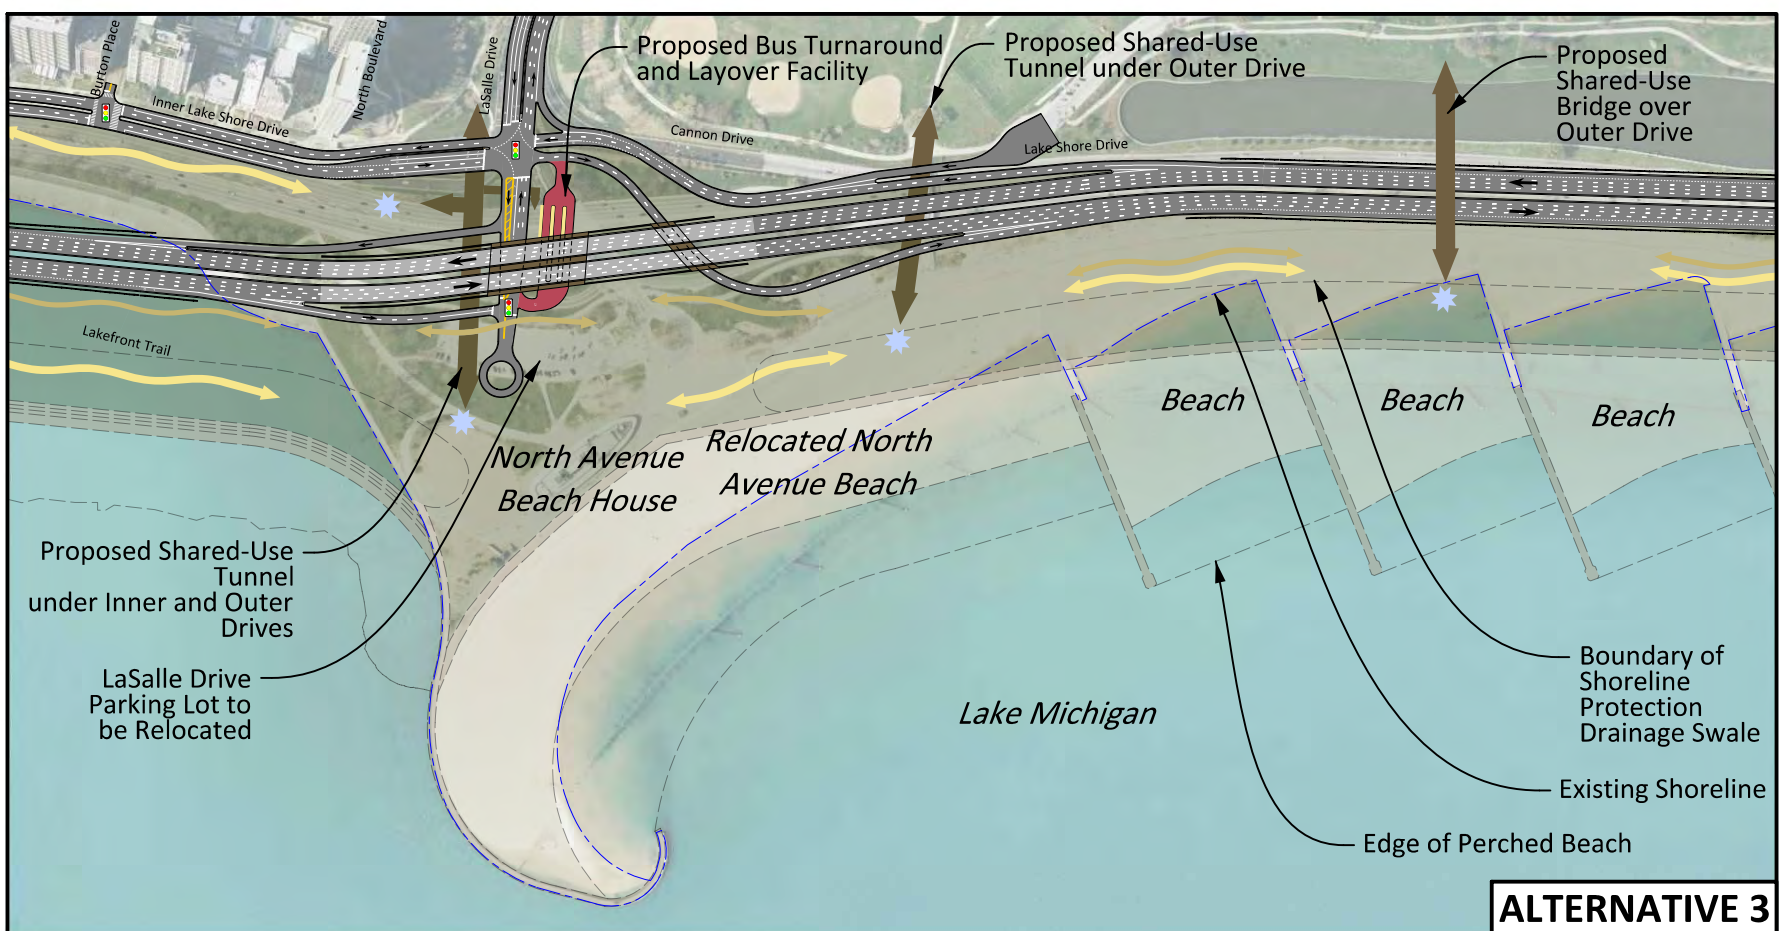 Burton Place
Inner Lake Shore Drive
North Boulevard
LaSalle Drive
Proposed Bus Turnaround
and Layover Facility
Proposed Shared-Use
Tunnel under Outer Drive
Proposed
Shared-Use
Bridge over
Outer Drive
Cannon Drive
Lake Shore Drive
Lakefront Trail
North Avenue
Beach House
Relocated North
Avenue Beach
Beach
Beach
Beach
Proposed Shared-Use
Tunnel
under Inner and Outer
Drives
LaSalle Drive
Parking Lot to
be Relocated
Lake Michigan
Boundary of
Shoreline
Protection
Drainage Swale
Existing Shoreline
Edge of Perched Beach
ALTERNATIVE 3